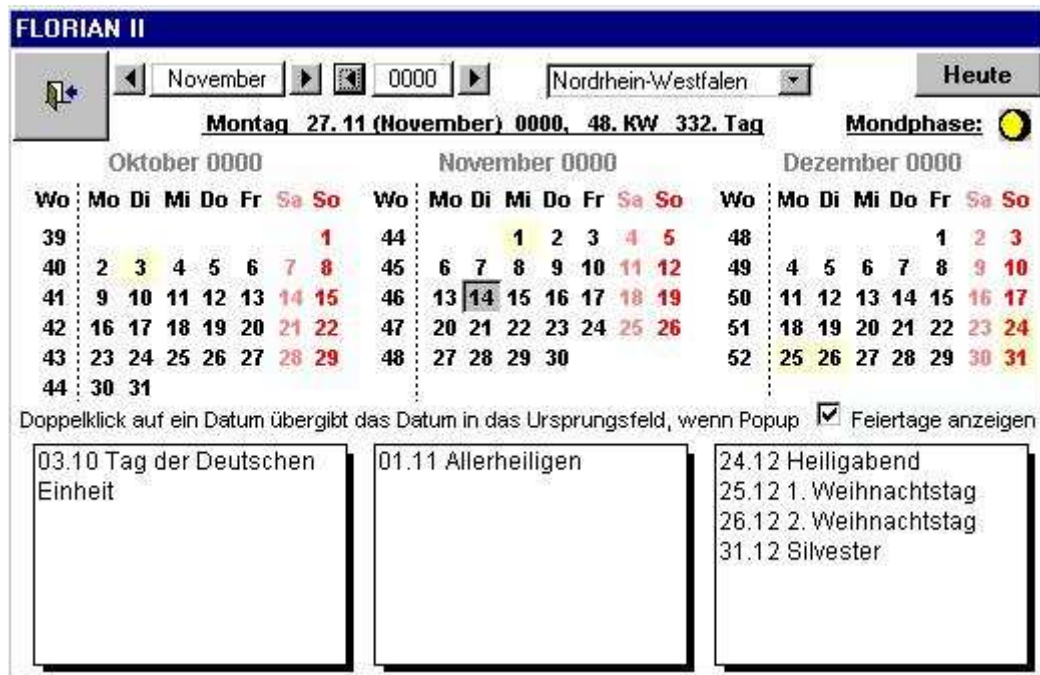 FLORIAN II
November 0000 Nordrhein-Westfalen Heute
Montag 27. 11 (November) 0000, 48. KW 332. Tag Mondphase:
Oktober 0000 November 0000 Dezember 0000
Wo Mo Di Mi Do Fr Sa So Wo Mo Di Mi Do Fr Sa So Wo Mo Di Mi Do Fr Sa So
39 1 44 1 2 3 4 5 48 1 2 3
40 2 3 4 5 6 7 8 45 6 7 8 9 10 11 12 49 4 5 6 7 8 9 10
41 9 10 11 12 13 14 15 46 13 14 15 16 17 18 19 50 11 12 13 14 15 16 17
42 16 17 18 19 20 21 22 47 20 21 22 23 24 25 26 51 18 19 20 21 22 23 24
43 23 24 25 26 27 28 29 48 27 28 29 30 52 25 26 27 28 29 30 31
44 30 31
Doppelklick auf ein Datum übergibt das Datum in das Ursprungsfeld, wenn Popup Feiertage anzeigen
03.10 Tag der Deutschen
Einheit
01.11 Allerheiligen
24.12 Heiligabend
25.12 1. Weihnachtstag
26.12 2. Weihnachtstag
31.12 Silvester